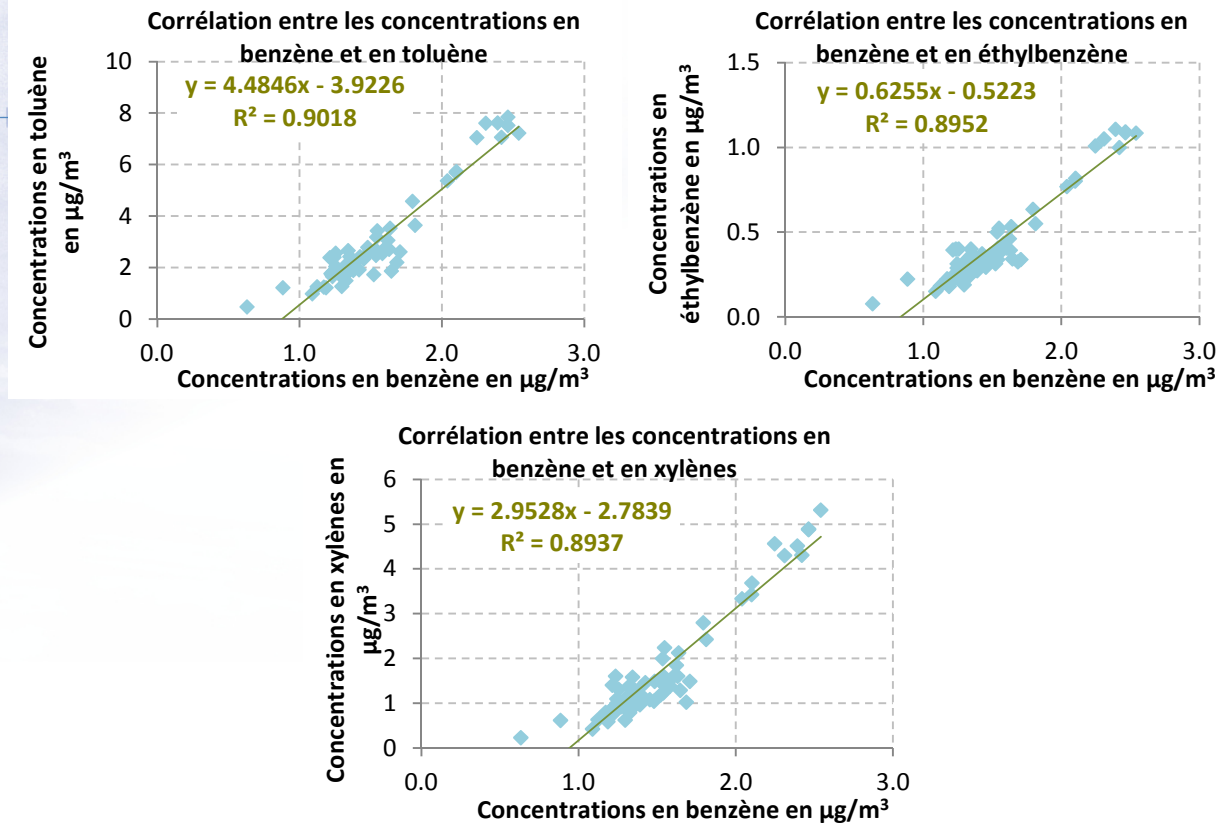 Corrélation entre les concentrations en
benzène et en toluène
y = 4.4846x - 3.9226
R² = 0.9018
Concentrations en toluène
en µg/m³
10
8
6
4
2
0
0.0 1.0 2.0 3.0
Concentrations en benzène en µg/m³
Corrélation entre les concentrations en
benzène et en éthylbenzène
y = 0.6255x - 0.5223
R² = 0.8952
Concentrations en
éthylbenzène en µg/m³
1.5
1.0
0.5
0.0
0.0 1.0 2.0 3.0
Concentrations en benzène en µg/m³
Corrélation entre les concentrations en
benzène et en xylènes
y = 2.9528x - 2.7839
R² = 0.8937
Concentrations en xylènes en
µg/m³
6
5
4
3
2
1
0
0.0 1.0 2.0 3.0
Concentrations en benzène en µg/m³